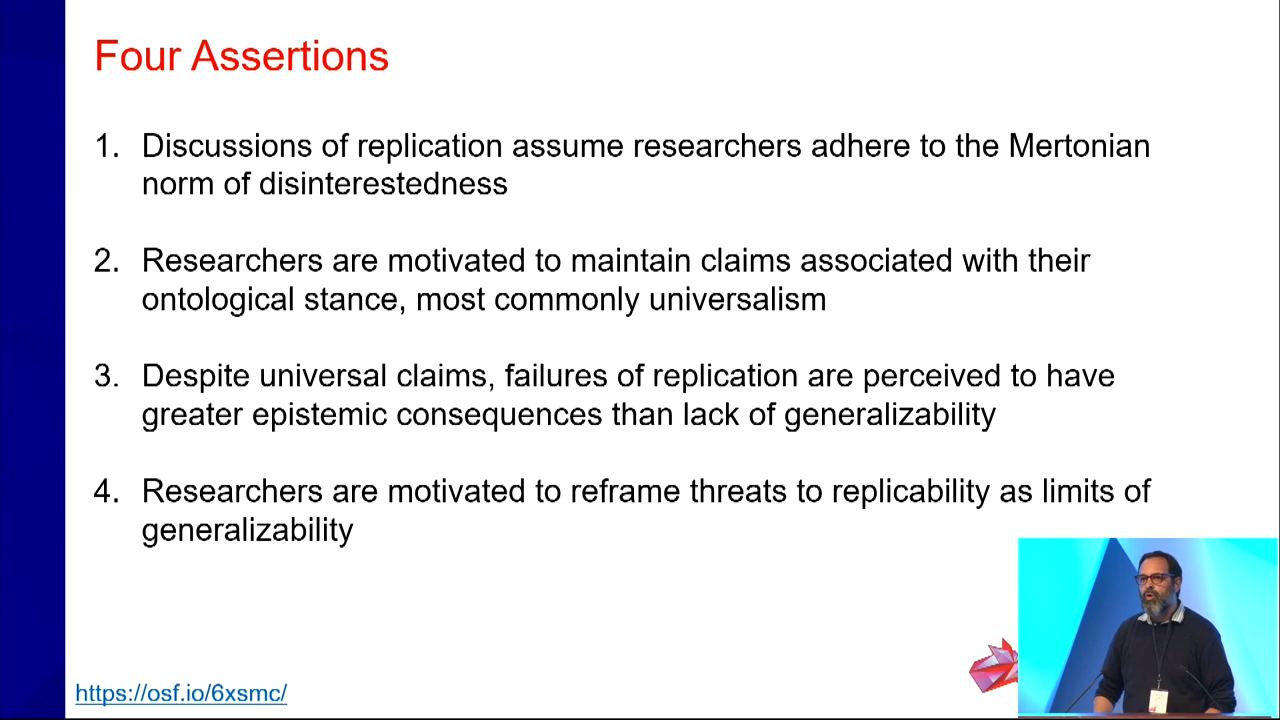 Four Assertions
1. Discussions of replication assume researchers adhere to the Mertonian
norm of disinterestedness
2. Researchers are motivated to maintain claims associated with their
ontological stance, most commonly universalism
3. Despite universal claims, failures of replication are perceived to have
greater epistemic consequences than lack of generalizability
4. Researchers are motivated to reframe threats to replicability as limits of
generalizability
https://osf.io/6xsmc/